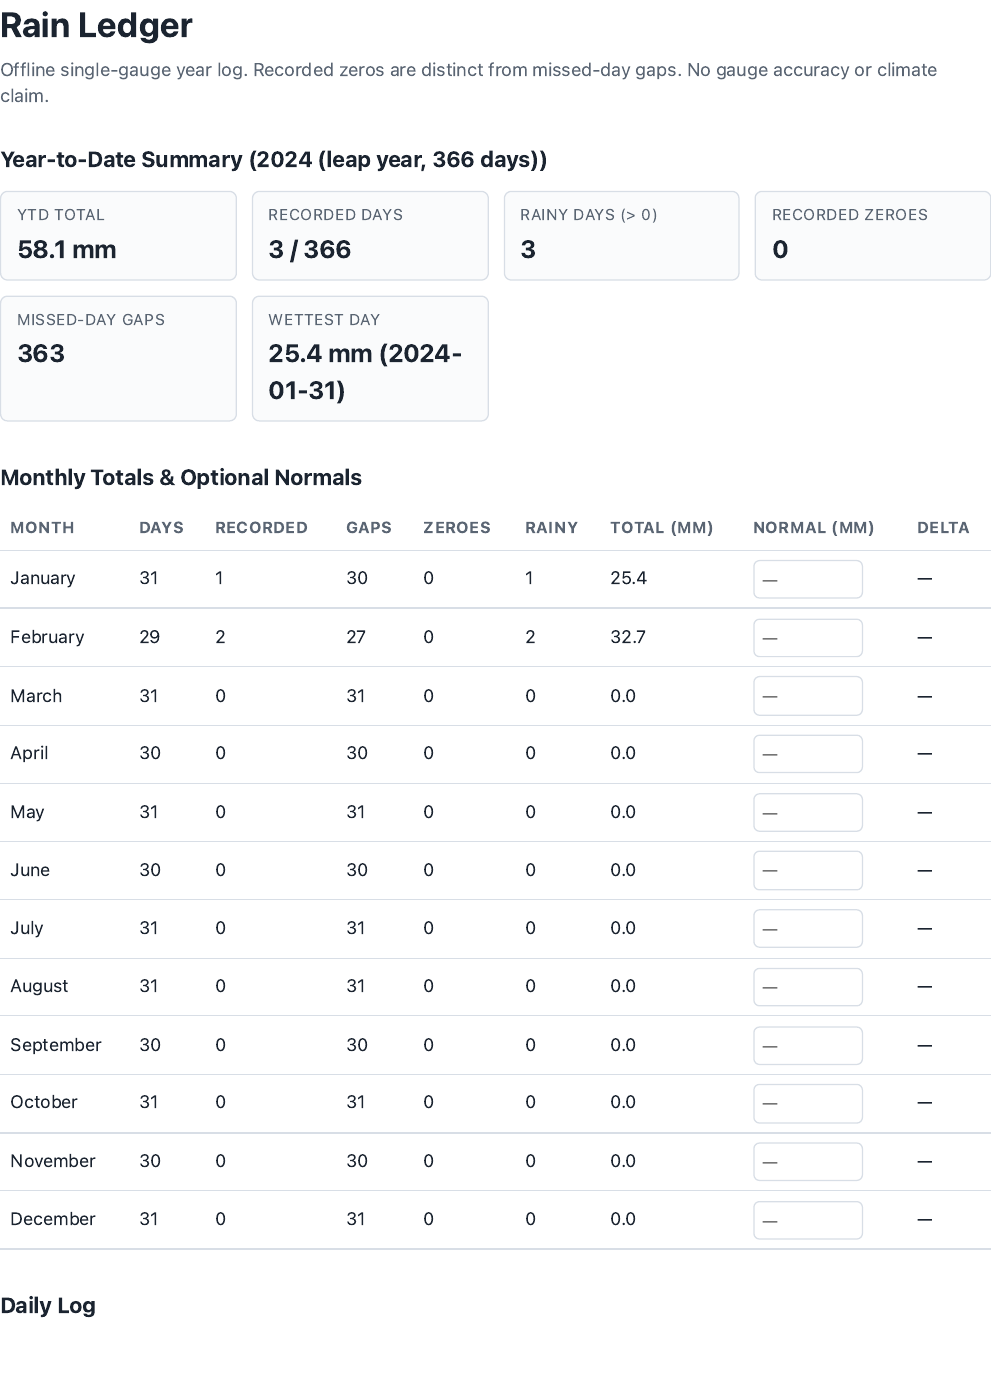 Rain Ledger
Offline single-gauge year log. Recorded zeros are distinct from missed-day gaps. No gauge accuracy or climate
claim.
Year-to-Date Summary (2024 (leap year, 366 days))
YTD TOTAL
58.1 mm
RECORDED DAYS
3 / 366
RAINY DAYS (> 0)
3
RECORDED ZEROES
0
MISSED-DAY GAPS
363
WETTEST DAY
25.4 mm (2024-
01-31)
Monthly Totals & Optional Normals
MONTH DAYS RECORDED GAPS ZEROES RAINY TOTAL (MM) NORMAL (MM) DELTA
January 31 1 30 0 1 25.4 — —
February 29 2 27 0 2 32.7 — —
March 31 0 31 0 0 0.0 — —
April 30 0 30 0 0 0.0 — —
May 31 0 31 0 0 0.0 — —
June 30 0 30 0 0 0.0 — —
July 31 0 31 0 0 0.0 — —
August 31 0 31 0 0 0.0 — —
September 30 0 30 0 0 0.0 — —
October 31 0 31 0 0 0.0 — —
November 30 0 30 0 0 0.0 — —
December 31 0 31 0 0 0.0 — —
Daily Log